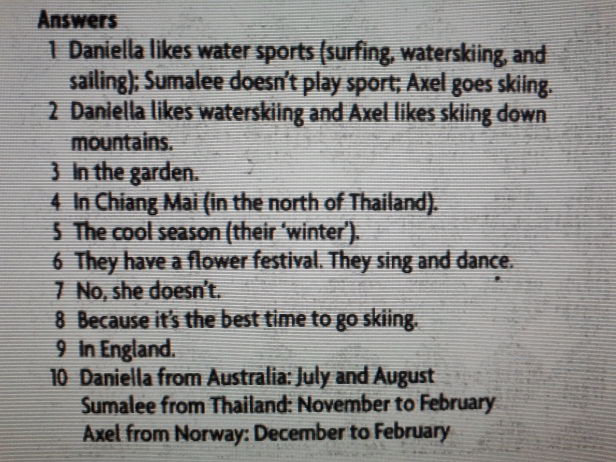 Answers
1 Daniella likes water sports (surfing, waterskiing, and
sailing); Sumalee doesn't play sport; Axel goes skiing.
2 Daniella likes waterskiing and Axel likes skiing down
mountains.
3 In the garden.
4 In Chiang Mai (in the north of Thailand).
5 The cool season (their 'winter').
6 They have a flower festival. They sing and dance.
7 No, she doesn't.
8 Because it's the best time to go skiing.
9 In England.
10 Daniella from Australia: July and August
Sumalee from Thailand: November to February
Axel from Norway: December to February